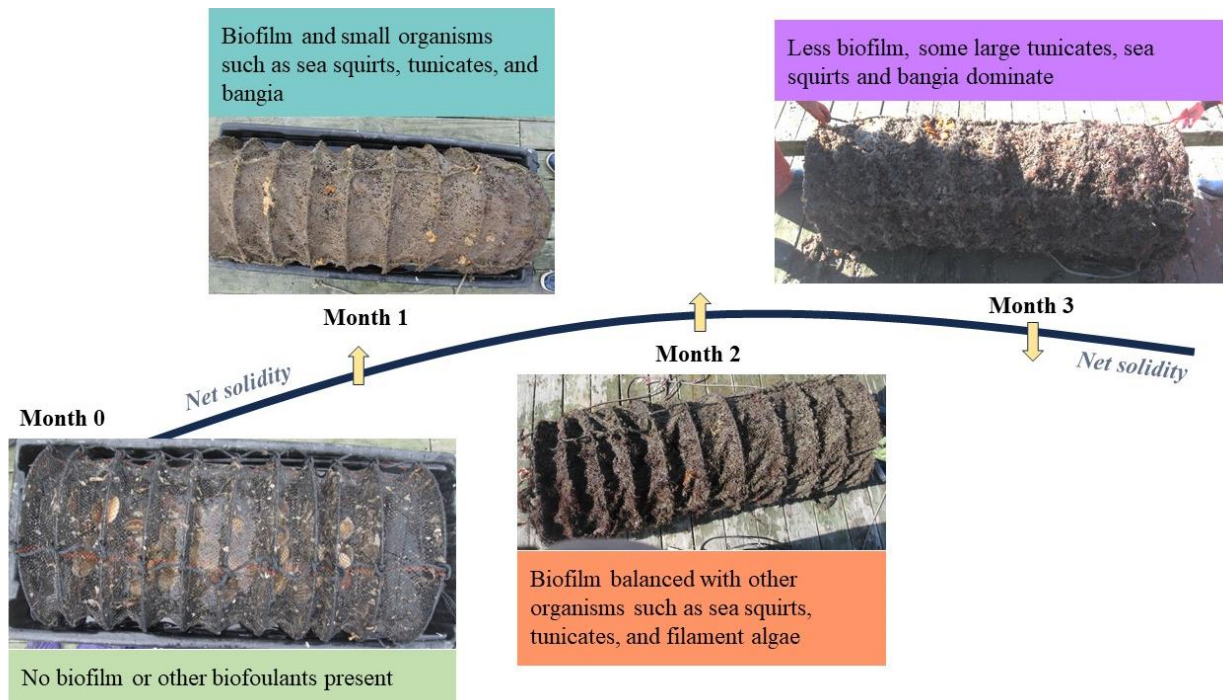 Biofilm and small organisms
such as sea squirts, tunicates, and
bangia
Less biofilm, some large tunicates, sea
squirts and bangia dominate
Month 1
Month 3
Month 2
Net solidity
Net solidity
Month 0
Biofilm balanced with other
organisms such as sea squirts,
tunicates, and filament algae
No biofilm or other biofoulants present